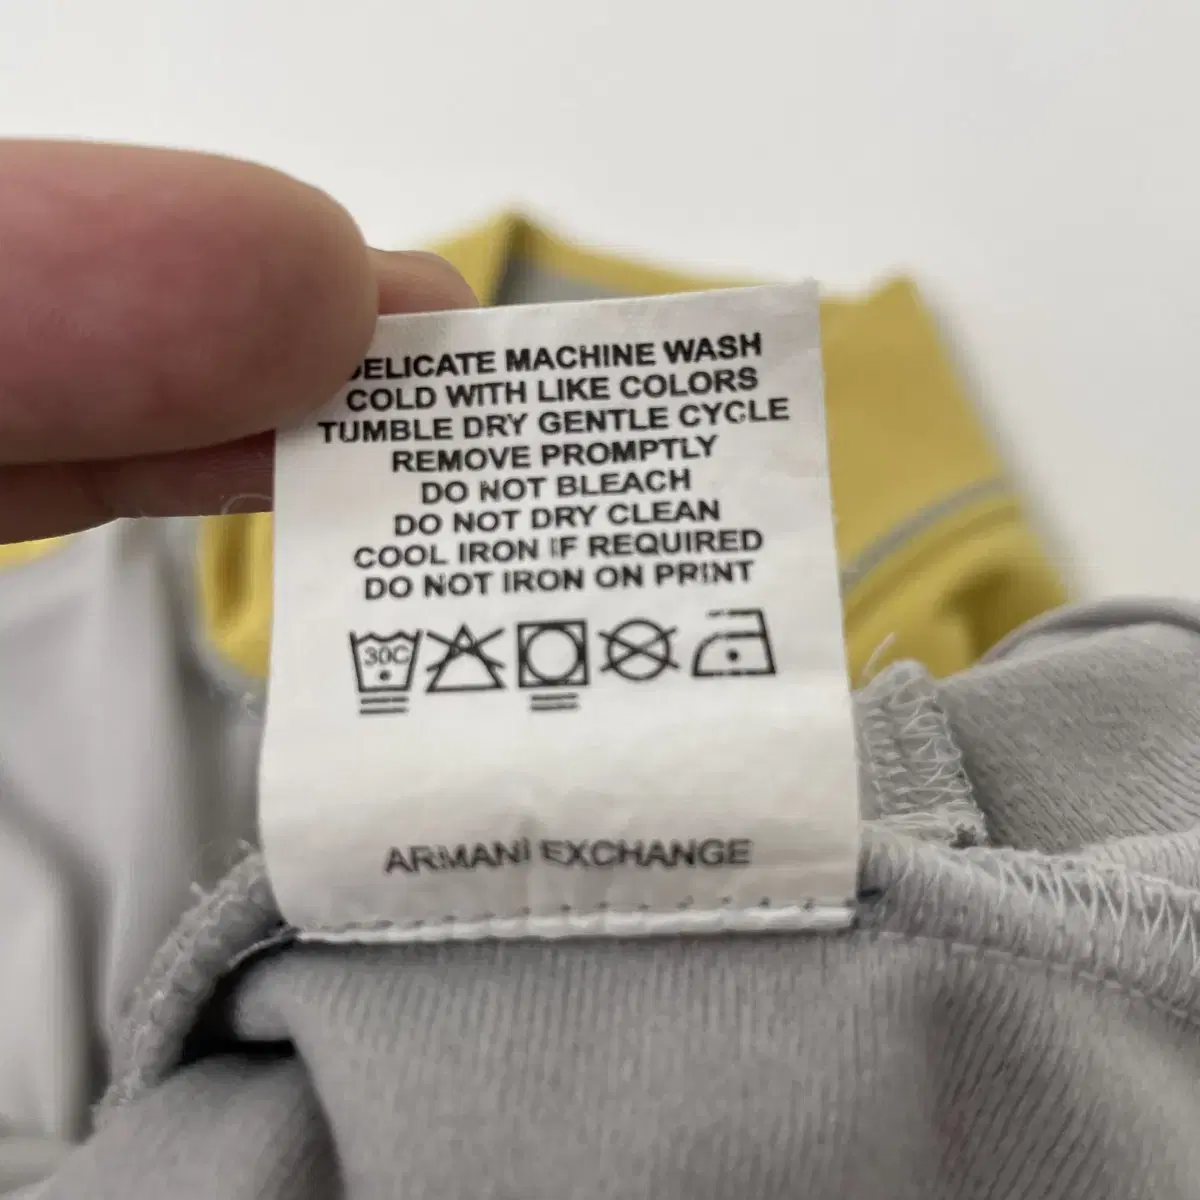 DELICATE MACHINE WASH
COLD WITH LIKE COLORS
TUMBLE DRY GENTLE CYCLE
REMOVE PROMPTLY
DO NOT BLEACH
DO NOT DRY CLEAN
COOL IRON IF REQUIRED
DO NOT IRON ON PRINT
30C
ARMANI EXCHANGE